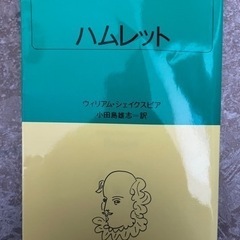 ハムレット
ウィリアム・シェイクスピア
小田島雄志=訳